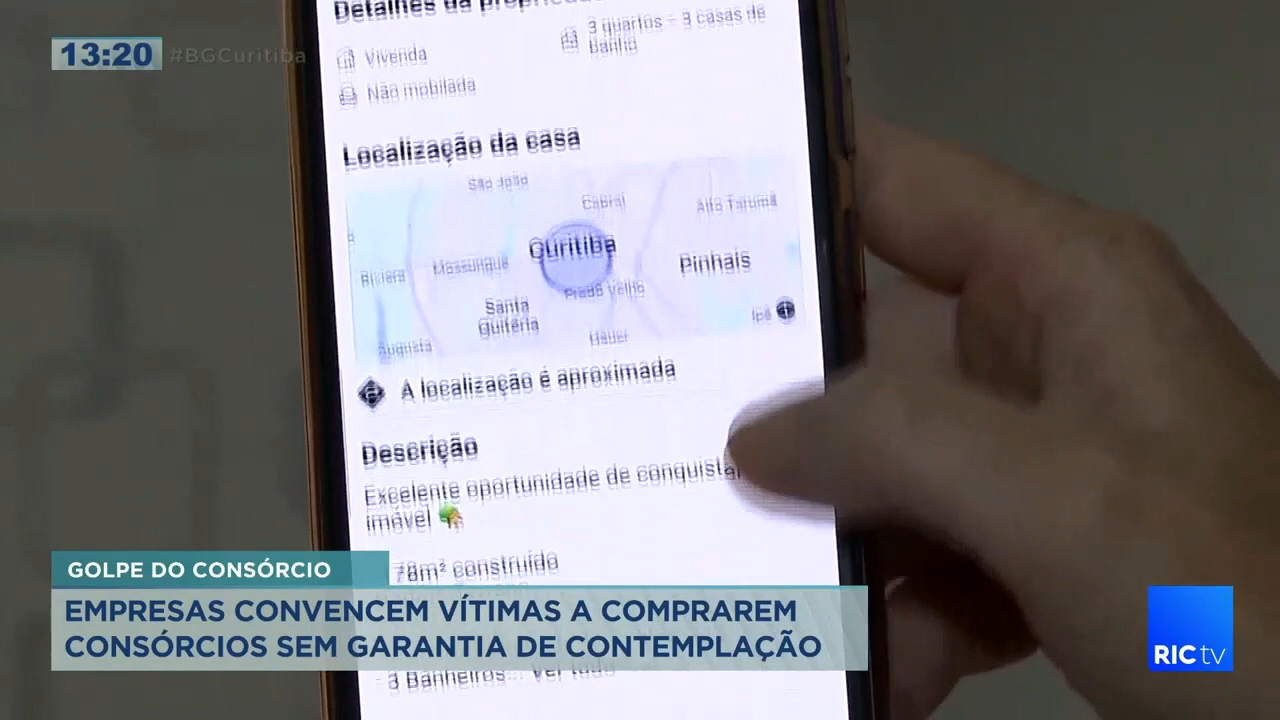 Detalhes da propriedade
13:20 #BGCuritiba
Vivenda
3 quartos – 3 casas de
banho
Não mobilada
Localização da casa
São João
Cabral
Alto Tarumã
Curitiba
Riviera
Mossunguê
Pinhais
Prado Velho
Santa
Quitéria
Ipê
Augusta
Hauer
A localização é aproximada
Descrição
Excelente oportunidade de conquistar
imóvel
78m² construído
GOLPE DO CONSÓRCIO
EMPRESAS CONVENCEM VÍTIMAS A COMPRAREM
CONSÓRCIOS SEM GARANTIA DE CONTEMPLAÇÃO
- 3 Banheiros... Ver tudo
RIC tv